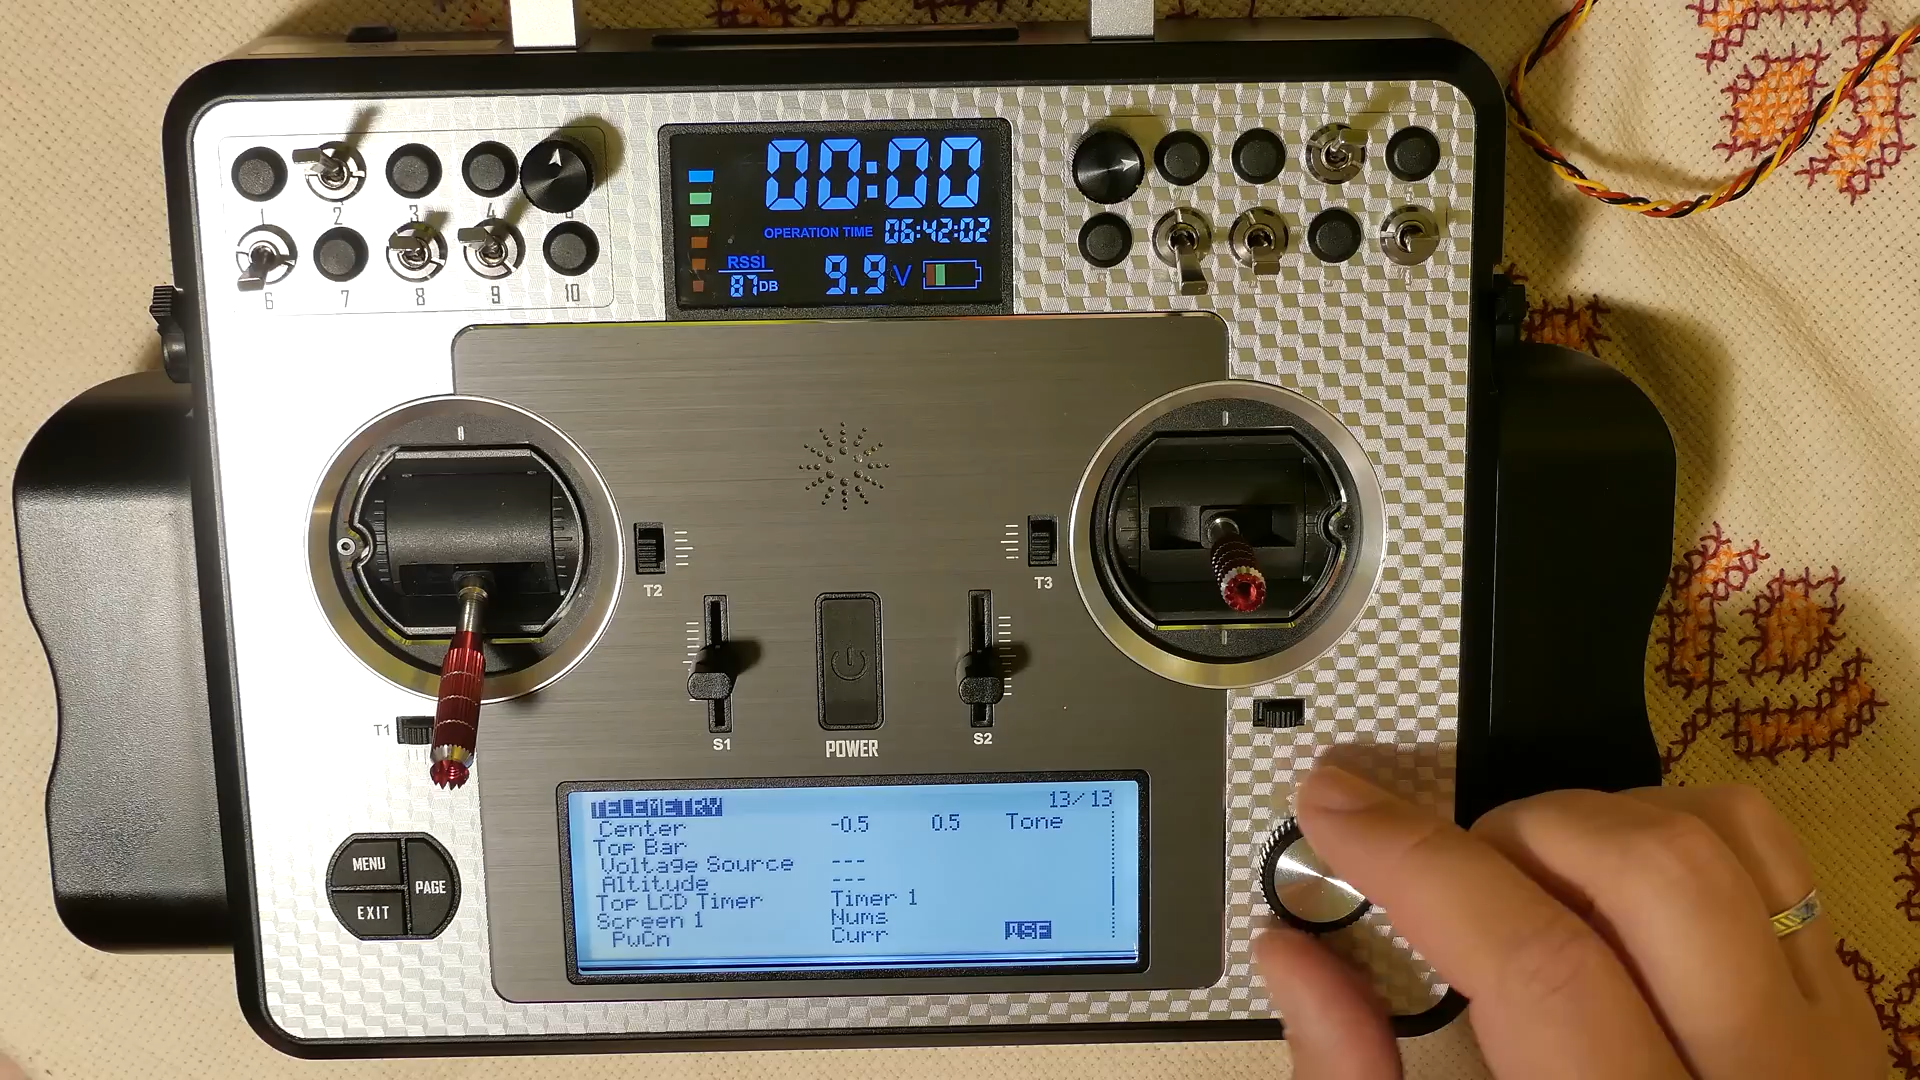 00:00
OPERATION TIME 06:42:02
RSSI
87DB
9.9 V
1 2 3 4
6 7 8 9 10
T2
T3
T1
S1
POWER
S2
MENU
PAGE
EXIT
TELEMETRY 13/13
Center -0.5 0.5 Tone
Top Bar
Voltage Source ---
Altitude ---
Top LCD Timer Timer 1
Screen 1 Nums
PwCn Curr